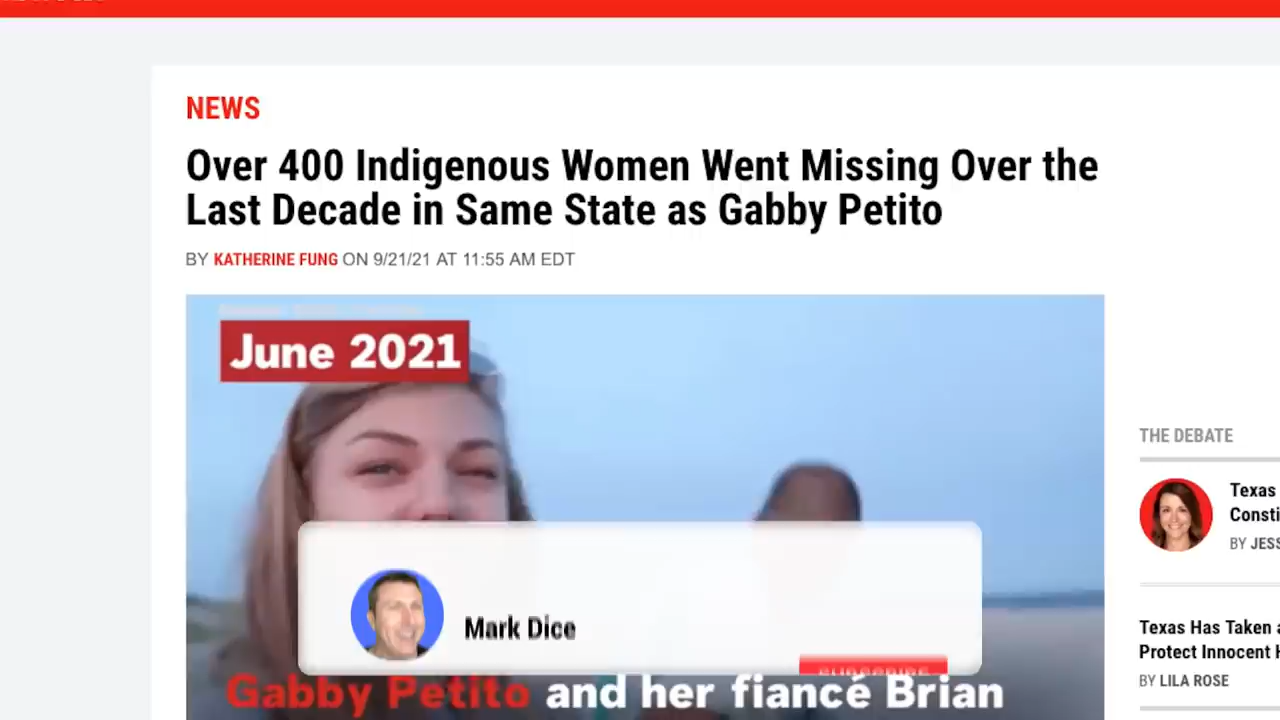 NEWS
Over 400 Indigenous Women Went Missing Over the
Last Decade in Same State as Gabby Petito
BY KATHERINE FUNG ON 9/21/21 AT 11:55 AM EDT
June 2021
THE DEBATE
Texas
BY
Mark Dice
SUBSCRIBE
Texas Has Taken
Protect Innocent
BY LILA ROSE
Gabby Petito and her fiancé Brian